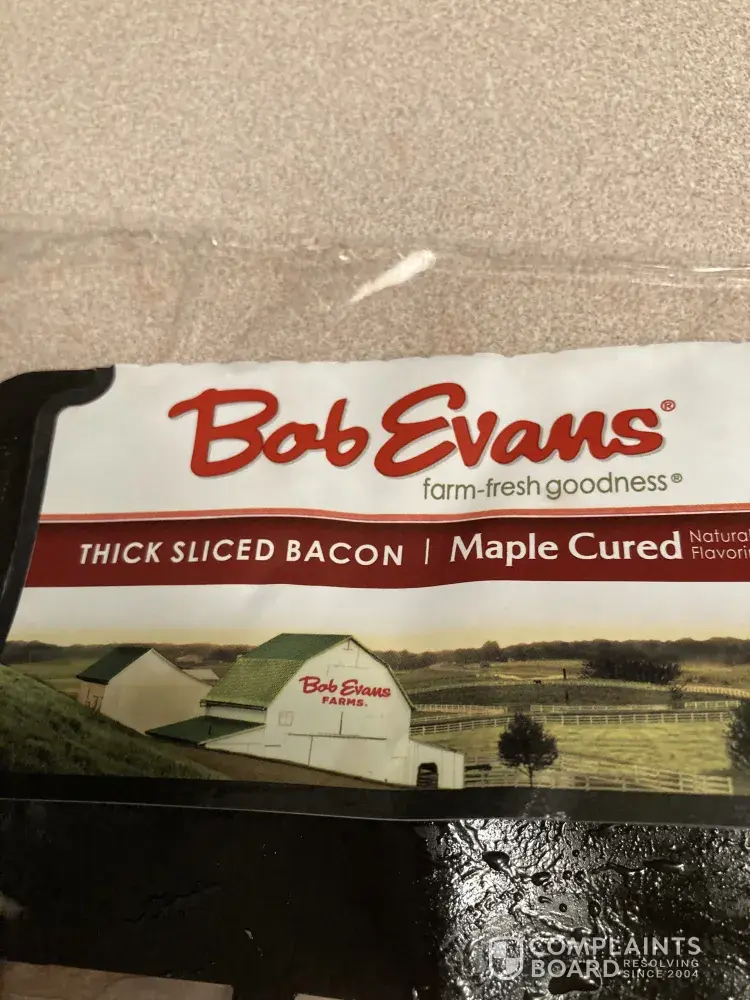 Bob Evans®
farm-fresh goodness®
THICK SLICED BACON | Maple Cured
Natural
Bob Evans
FARMS.
COMPLAINTS
BOARD RESOLVING
SINCE 2004